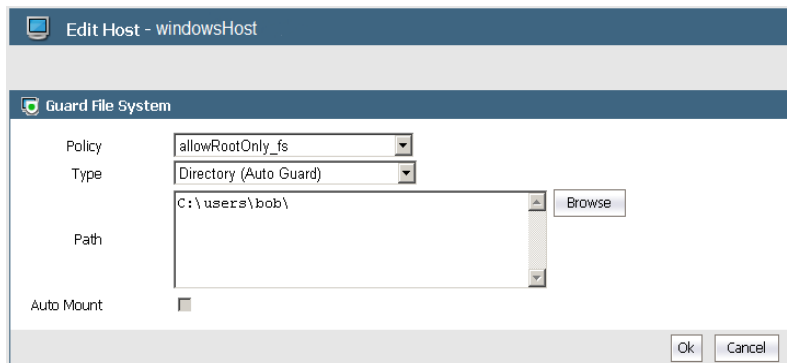 Edit Host - windowsHost
Guard File System
Policy allowRootOnly_fs
Type Directory (Auto Guard)
C:\users\bob\ Browse
Path
Auto Mount
Ok Cancel